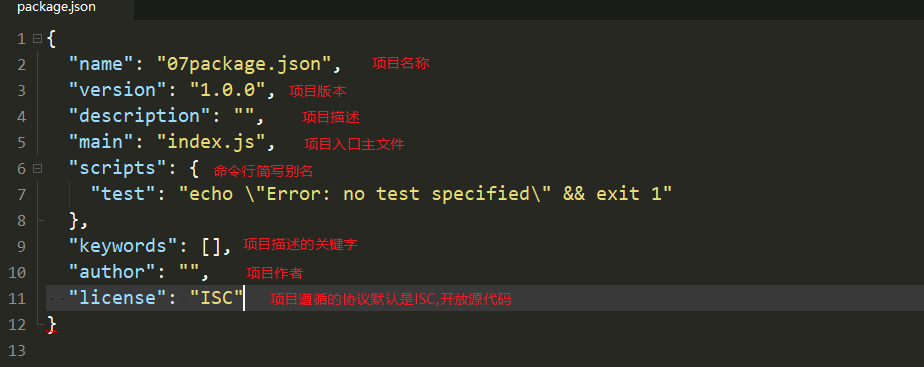 package.json
1 {
2 "name": "07package.json", 项目名称
3 "version": "1.0.0", 项目版本
4 "description": "", 项目描述
5 "main": "index.js", 项目入口主文件
6 "scripts": { 命令行简写别名
7 "test": "echo \"Error: no test specified\" && exit 1"
8 },
9 "keywords": [], 项目描述的关键字
10 "author": "", 项目作者
11 "license": "ISC" 项目遵循的协议默认是ISC,开放源代码
12 }
13